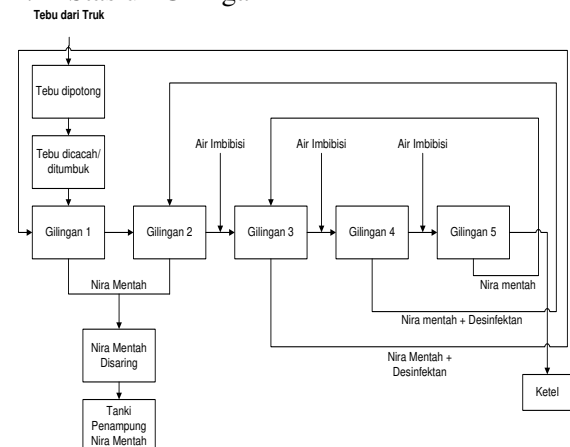 Tebu dari Truk
Tebu dipotong
Tebu dicacah/
ditumbuk
Air Imbibisi
Air Imbibisi
Air Imbibisi
Gilingan 1
Gilingan 2
Gilingan 3
Gilingan 4
Gilingan 5
Nira Mentah
Nira mentah
Nira mentah + Desinfektan
Nira Mentah +
Desinfektan
Nira Mentah
Disaring
Ketel
Tanki
Penampung
Nira Mentah